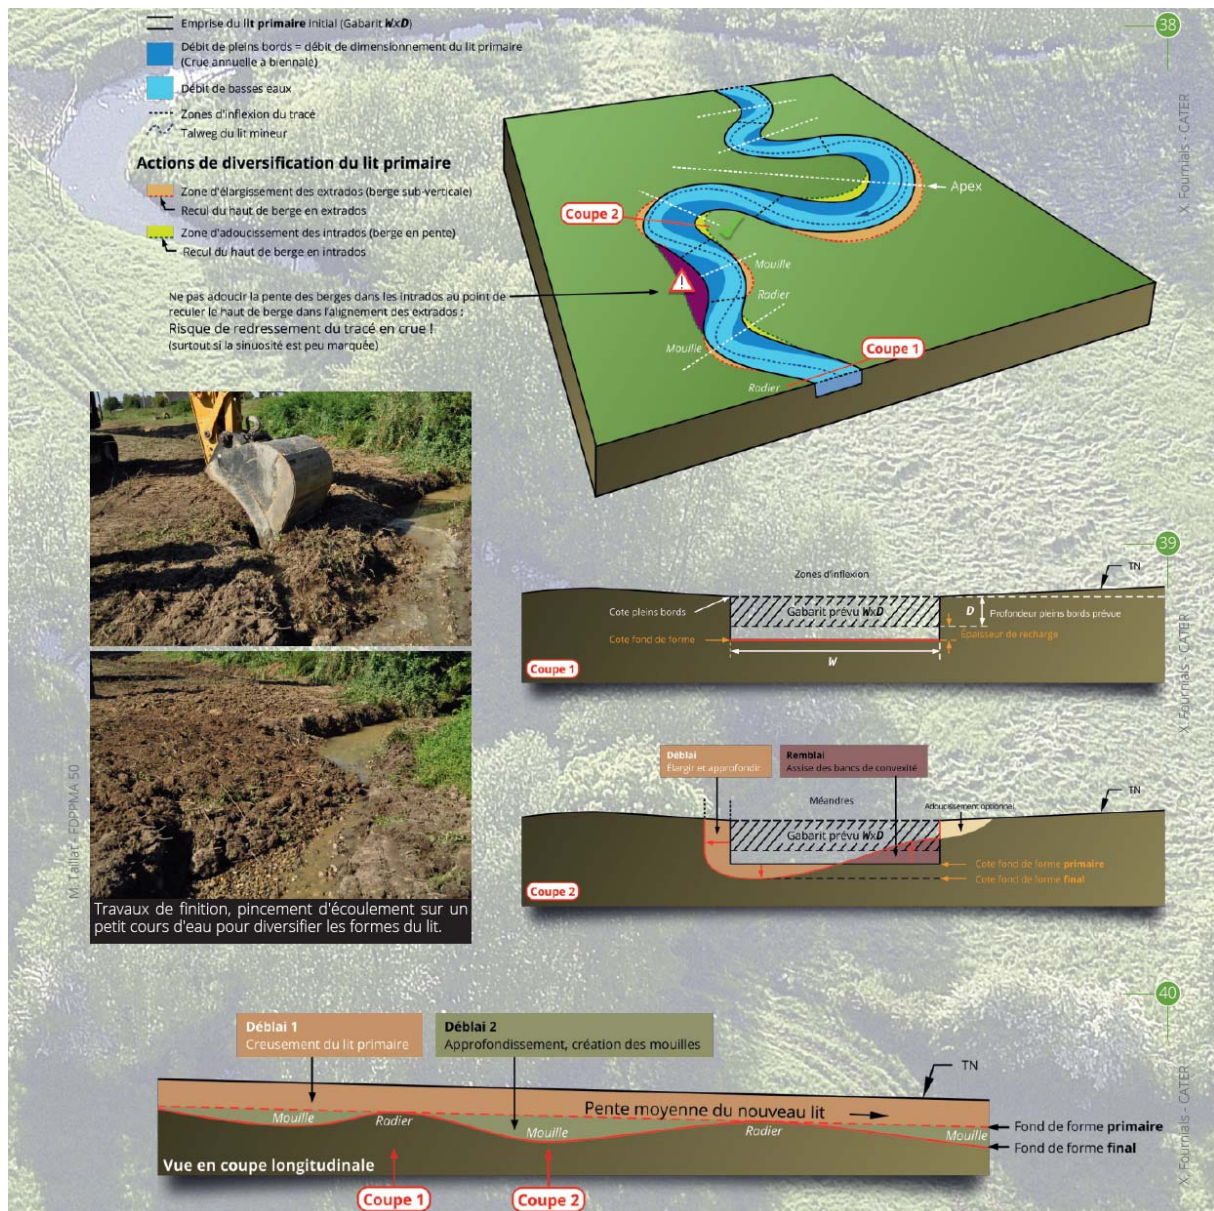 Emprise du lit primaire initial (Gabarit WxD)
Débit de pleins bords = débit de dimensionnement du lit primaire
(Crue annuelle à biennale)
Débit de basses eaux
Zones d'inflexion du tracé
Talweg du lit mineur
Actions de diversification du lit primaire
Zone d'élargissement des extrados (berge sub-verticale)
Recul du haut de berge en extrados
Zone d'adoucissement des intrados (berge en pente)
Recul du haut de berge en intrados
Ne pas adoucir la pente des berges dans les intrados au point de
reculer le haut de berge dans l'alignement des extrados :
Risque de redressement du tracé en crue !
(surtout si la sinuosité est peu marquée)
38
X. Fournials - CATER
Apex
Coupe 2
Mouille
Radier
!
Mouille
Coupe 1
Radier
M. Taillat, FDPPMA 50
Travaux de finition, pincement d'écoulement sur un
petit cours d'eau pour diversifier les formes du lit.
39
X. Fournials - CATER
TN
Zones d'inflexion
Cote pleins bords
Gabarit prévu WxD
D
Profondeur pleins bords prévue
Cote fond de forme
Épaisseur de recharge
W
Coupe 1
Déblai
Élargir et approfondir
Remblai
Assise des bancs de convexité
TN
Méandres
Adoucissement optionnel
Gabarit prévu WxD
Cote fond de forme primaire
Cote fond de forme final
Coupe 2
40
X. Fournials - CATER
Déblai 1
Creusement du lit primaire
Déblai 2
Approfondissement, création des mouilles
TN
Pente moyenne du nouveau lit
Mouille
Radier
Mouille
Radier
Mouille
Fond de forme primaire
Fond de forme final
Vue en coupe longitudinale
Coupe 1
Coupe 2